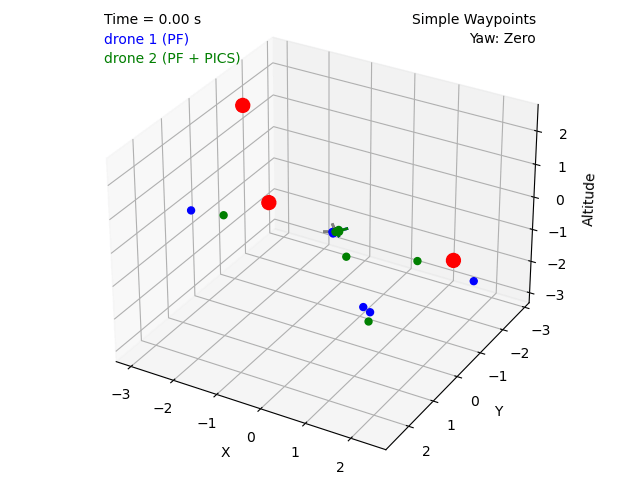 Time = 0.00 s
Simple Waypoints
drone 1 (PF)
Yaw: Zero
drone 2 (PF + PICS)
2
1
0
−1
−2
−3
Altitude
−3
−2
−1
0
1
2
X
−3
−2
−1
0
1
2
Y